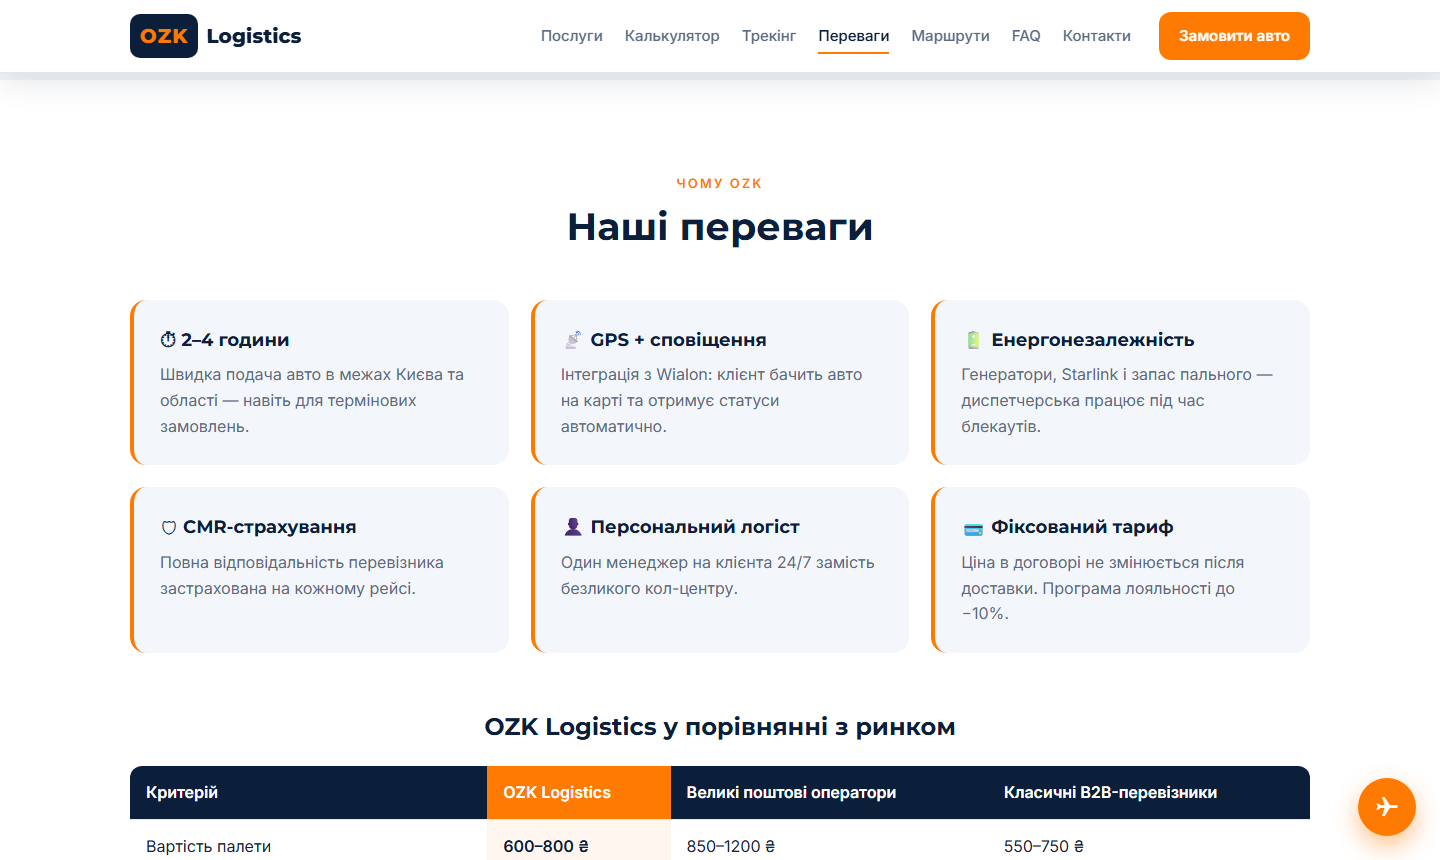 OZK Logistics
Послуги Калькулятор Трекінг Переваги Маршрути FAQ Контакти Замовити авто
ЧОМУ OZK
Наші переваги
2–4 години
Швидка подача авто в межах Києва та
області — навіть для термінових
замовлень.
GPS + сповіщення
Інтеграція з Wialon: клієнт бачить авто
на карті та отримує статуси
автоматично.
Енергонезалежність
Генератори, Starlink і запас пального —
диспетчерська працює під час
блекаутів.
CMR-страхування
Повна відповідальність перевізника
застрахована на кожному рейсі.
Персональний логіст
Один менеджер на клієнта 24/7 замість
безликого кол-центру.
Фіксований тариф
Ціна в договорі не змінюється після
доставки. Програма лояльності до
−10%.
OZK Logistics у порівнянні з ринком
Критерій OZK Logistics Великі поштові оператори Класичні B2B-перевізники
Вартість палети 600–800 ₴ 850–1200 ₴ 550–750 ₴